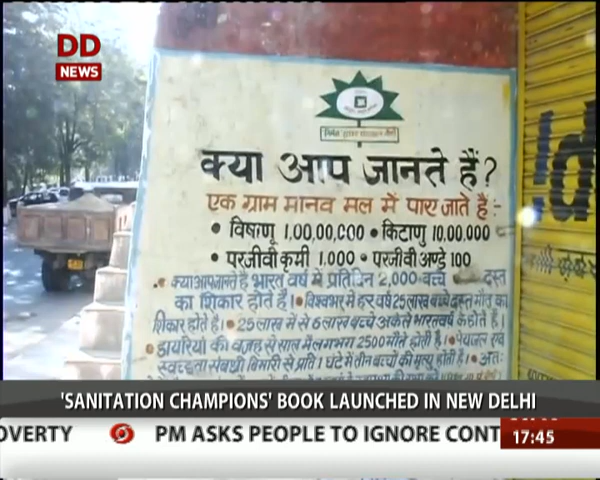 DD
NEWS
क्या आप जानते हैं?
एक ग्राम मानव मल में पाए जाते हैं :-
• विषाणू 1,00,00,000 • किटाणु 10,00,000
• परजीवी कृमी 1,000 • परजीवी अण्डे 100
• क्या आप जानते हैं भारत वर्ष में प्रतिदिन 2,000 बच्चे दस्त
का शिकार होते हैं। • विश्वभर में हर वर्ष 25 लाख बच्चे दस्त मौत का
शिकार होते है। • 25 लाख में से 6 लाख बच्चे अकेले भारतवर्ष के होते हैं।
• डायरियों की वजह से साल में लगभग 2500 मौतें होती हैं। • पेयजल एवं
स्वच्छता संबंधी बिमारी से प्रति 1 घंटे में तीन बच्चों की मृत्यु होती है। • अतः
'SANITATION CHAMPIONS' BOOK LAUNCHED IN NEW DELHI
OVERTY PM ASKS PEOPLE TO IGNORE CONT
17:45